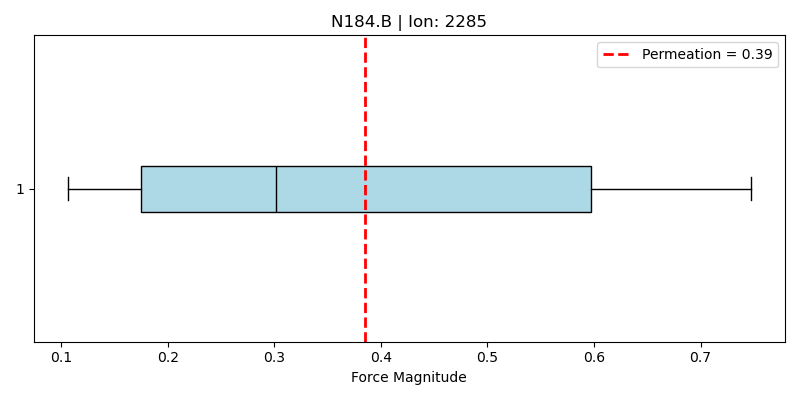 N184.B | Ion: 2285
Permeation = 0.39
1
0.1 0.2 0.3 0.4 0.5 0.6 0.7
Force Magnitude